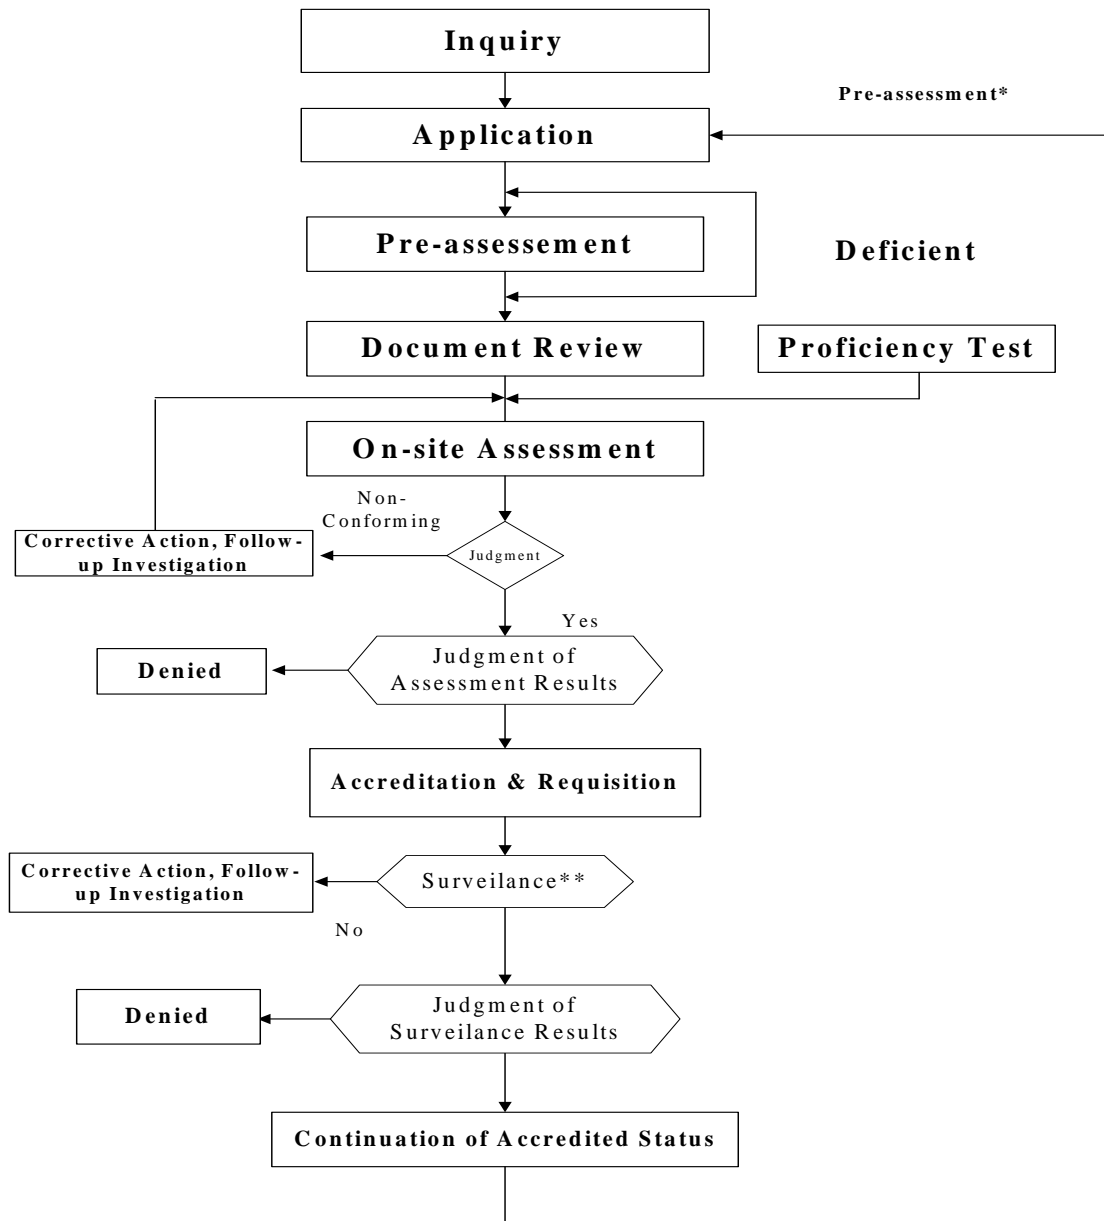 Inquiry
Pre-assessment*
Application
Pre-assessement
Deficient
Document Review
Proficiency Test
On-site Assessment
Non-
Conforming
Corrective Action, Follow-
up Investigation
Judgment
Yes
Denied
Judgment of
Assessment Results
Accreditation & Requisition
Corrective Action, Follow-
up Investigation
Surveilance**
No
Denied
Judgment of
Surveilance Results
Continuation of Accredited Status